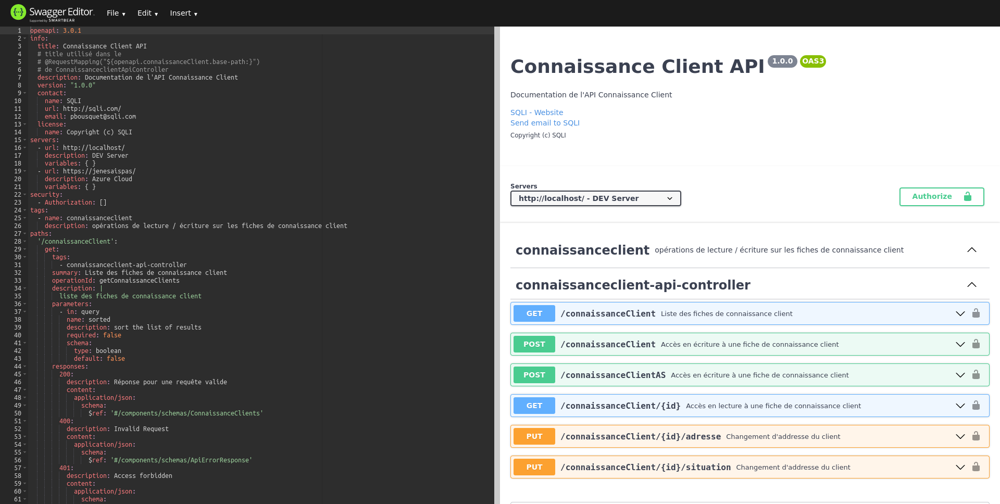 Swagger Editor
Supported by SMARTBEAR
File
Edit
Insert
1 openapi: 3.0.1
2 info:
3 title: Connaissance Client API
4 # title utilisé dans le
5 # @RequestMapping("${openapi.connaissanceClient.base-path:}")
6 # de ConnaissanceclientApiController
7 description: Documentation de l'API Connaissance Client
8 version: "1.0.0"
9 contact:
10 name: SQLI
11 url: http://sqli.com/
12 email: pbousquet@sqli.com
13 license:
14 name: Copyright (c) SQLI
15 servers:
16 - url: http://localhost/
17 description: DEV Server
18 variables: { }
19 - url: https://jenesaispas/
20 description: Azure Cloud
21 variables: { }
22 security:
23 - Authorization: []
24 tags:
25 - name: connaissanceclient
26 description: opérations de lecture / écriture sur les fiches de connaissance client
27 paths:
28 '/connaissanceClient':
29 get:
30 tags:
31 - connaissanceclient-api-controller
32 summary: Liste des fiches de connaissance client
33 operationId: getConnaissanceClients
34 description: |
35 liste des fiches de connaissance client
36 parameters:
37 - in: query
38 name: sorted
39 description: sort the list of results
40 required: false
41 schema:
42 type: boolean
43 default: false
44 responses:
45 200:
46 description: Réponse pour une requête valide
47 content:
48 application/json:
49 schema:
50 $ref: '#/components/schemas/ConnaissanceClients'
51 400:
52 description: Invalid Request
53 content:
54 application/json:
55 schema:
56 $ref: '#/components/schemas/ApiErrorResponse'
57 401:
58 description: Access forbidden
59 content:
60 application/json:
61 schema:
Connaissance Client API 1.0.0 OAS3
Documentation de l'API Connaissance Client
SQLI - Website
Send email to SQLI
Copyright (c) SQLI
Servers
http://localhost/ - DEV Server
Authorize
connaissanceclient opérations de lecture / écriture sur les fiches de connaissance client
connaissanceclient-api-controller
GET /connaissanceClient Liste des fiches de connaissance client
POST /connaissanceClient Accès en écriture à une fiche de connaissance client
POST /connaissanceClientAS Accès en écriture à une fiche de connaissance client
GET /connaissanceClient/{id} Accès en lecture à une fiche de connaissance client
PUT /connaissanceClient/{id}/adresse Changement d'addresse du client
PUT /connaissanceClient/{id}/situation Changement d'addresse du client